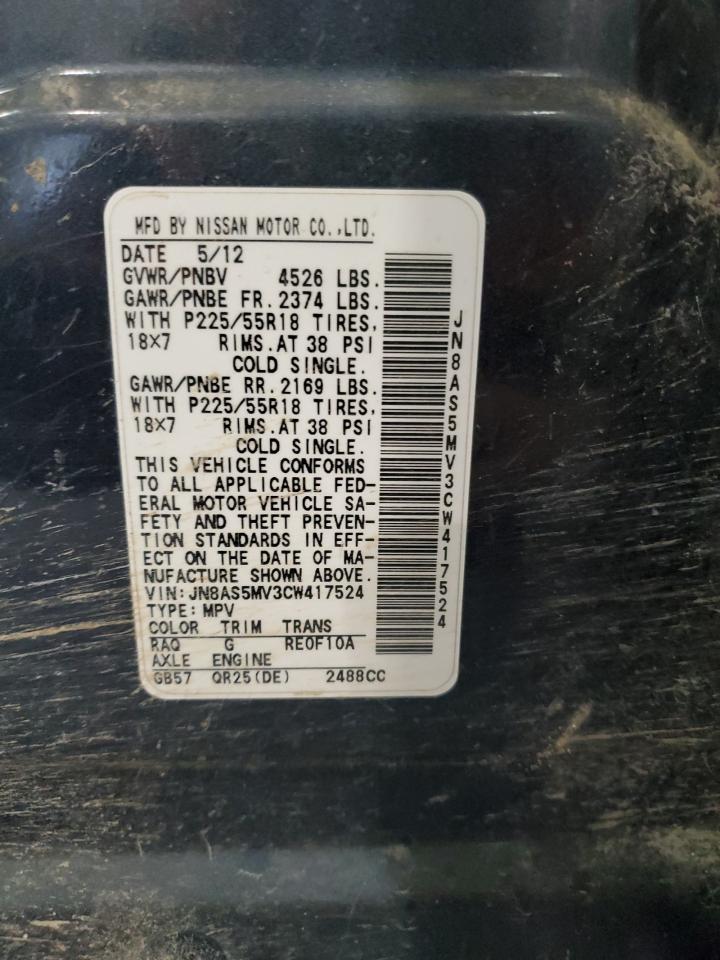 MFD BY NISSAN MOTOR CO.,LTD.
DATE 5/12
GVWR/PNBV 4526 LBS.
GAWR/PNBE FR.2374 LBS.
WITH P225/55R18 TIRES,
18X7 RIMS.AT 38 PSI
COLD SINGLE.
GAWR/PNBE RR.2169 LBS.
WITH P225/55R18 TIRES,
18X7 RIMS.AT 38 PSI
COLD SINGLE.
THIS VEHICLE CONFORMS
TO ALL APPLICABLE FED-
ERAL MOTOR VEHICLE SA-
FETY AND THEFT PREVEN-
TION STANDARDS IN EFF-
ECT ON THE DATE OF MA-
NUFACTURE SHOWN ABOVE.
VIN:JN8AS5MV3CW417524
TYPE:MPV
COLOR TRIM TRANS
RAQ G RE0F10A
AXLE ENGINE
GB57 QR25(DE) 2488CC
JN8AS5MV3CW417524